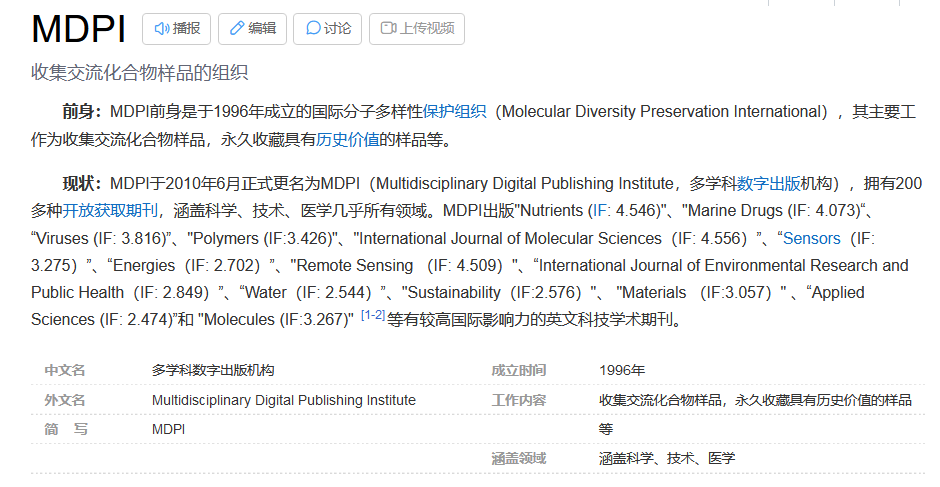 MDPI 播报 编辑 讨论 上传视频
收集交流化合物样品的组织
前身：MDPI前身是于1996年成立的国际分子多样性保护组织（Molecular Diversity Preservation International），其主要工
作为收集交流化合物样品，永久收藏具有历史价值的样品等。
现状：MDPI于2010年6月正式更名为MDPI（Multidisciplinary Digital Publishing Institute，多学科数字出版机构），拥有200
多种开放获取期刊，涵盖科学、技术、医学几乎所有领域。MDPI出版"Nutrients (IF: 4.546)"、"Marine Drugs (IF: 4.073)“、
“Viruses (IF: 3.816)”、"Polymers (IF:3.426)"、"International Journal of Molecular Sciences（IF: 4.556）”、“Sensors（IF:
3.275）”、“Energies（IF: 2.702）”、"Remote Sensing （IF: 4.509）"、“International Journal of Environmental Research and
Public Health（IF: 2.849）”、“Water（IF: 2.544）”、"Sustainability（IF:2.576）"、 "Materials （IF:3.057）" 、“Applied
Sciences (IF: 2.474)”和 "Molecules (IF:3.267)" [1-2]等有较高国际影响力的英文科技学术期刊。
中文名 多学科数字出版机构
外文名 Multidisciplinary Digital Publishing Institute
简 写 MDPI
成立时间 1996年
工作内容 收集交流化合物样品，永久收藏具有历史价值的样品
等
涵盖领域 涵盖科学、技术、医学